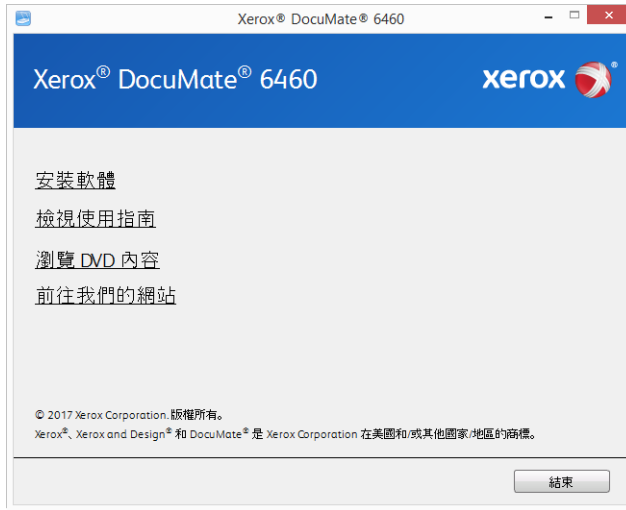 Xerox® DocuMate® 6460
Xerox® DocuMate® 6460
xerox®
安裝軟體
檢視使用指南
瀏覽 DVD 內容
前往我們的網站
© 2017 Xerox Corporation. 版權所有。
Xerox®、Xerox and Design® 和 DocuMate® 是 Xerox Corporation 在美國和/或其他國家/地區的商標。
結束